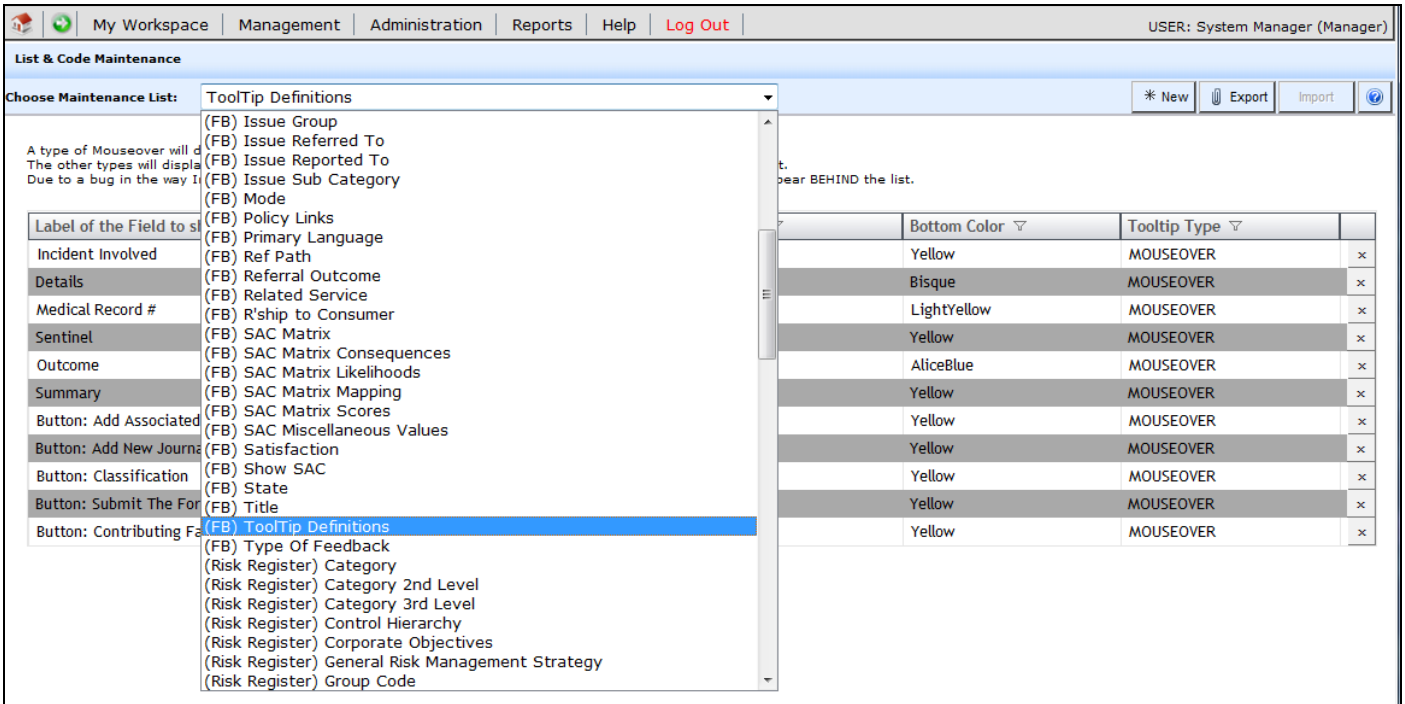 My Workspace | Management | Administration | Reports | Help | Log Out | USER: System Manager (Manager)
List & Code Maintenance
Choose Maintenance List: ToolTip Definitions New Export Import
A type of Mouseover will d
The other types will displa t.
Due to a bug in the way I pear BEHIND the list.
(FB) Issue Group
(FB) Issue Referred To
(FB) Issue Reported To
(FB) Issue Sub Category
(FB) Mode
(FB) Policy Links
(FB) Primary Language
(FB) Ref Path
(FB) Referral Outcome
(FB) Related Service
(FB) R'ship to Consumer
(FB) SAC Matrix
(FB) SAC Matrix Consequences
(FB) SAC Matrix Likelihoods
(FB) SAC Matrix Mapping
(FB) SAC Matrix Scores
(FB) SAC Miscellaneous Values
(FB) Satisfaction
(FB) Show SAC
(FB) State
(FB) Title
(FB) ToolTip Definitions
(FB) Type Of Feedback
(Risk Register) Category
(Risk Register) Category 2nd Level
(Risk Register) Category 3rd Level
(Risk Register) Control Hierarchy
(Risk Register) Corporate Objectives
(Risk Register) General Risk Management Strategy
(Risk Register) Group Code
Label of the Field to s Bottom Color Tooltip Type
Incident Involved Yellow MOUSEOVER x
Details Bisque MOUSEOVER x
Medical Record # LightYellow MOUSEOVER x
Sentinel Yellow MOUSEOVER x
Outcome AliceBlue MOUSEOVER x
Summary Yellow MOUSEOVER x
Button: Add Associated Yellow MOUSEOVER x
Button: Add New Journa Yellow MOUSEOVER x
Button: Classification Yellow MOUSEOVER x
Button: Submit The For Yellow MOUSEOVER x
Button: Contributing Fa Yellow MOUSEOVER x